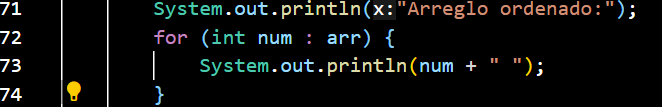 71 System.out.println(x:"Arreglo ordenado:");
72 for (int num : arr) {
73 System.out.println(num + " ");
74 }